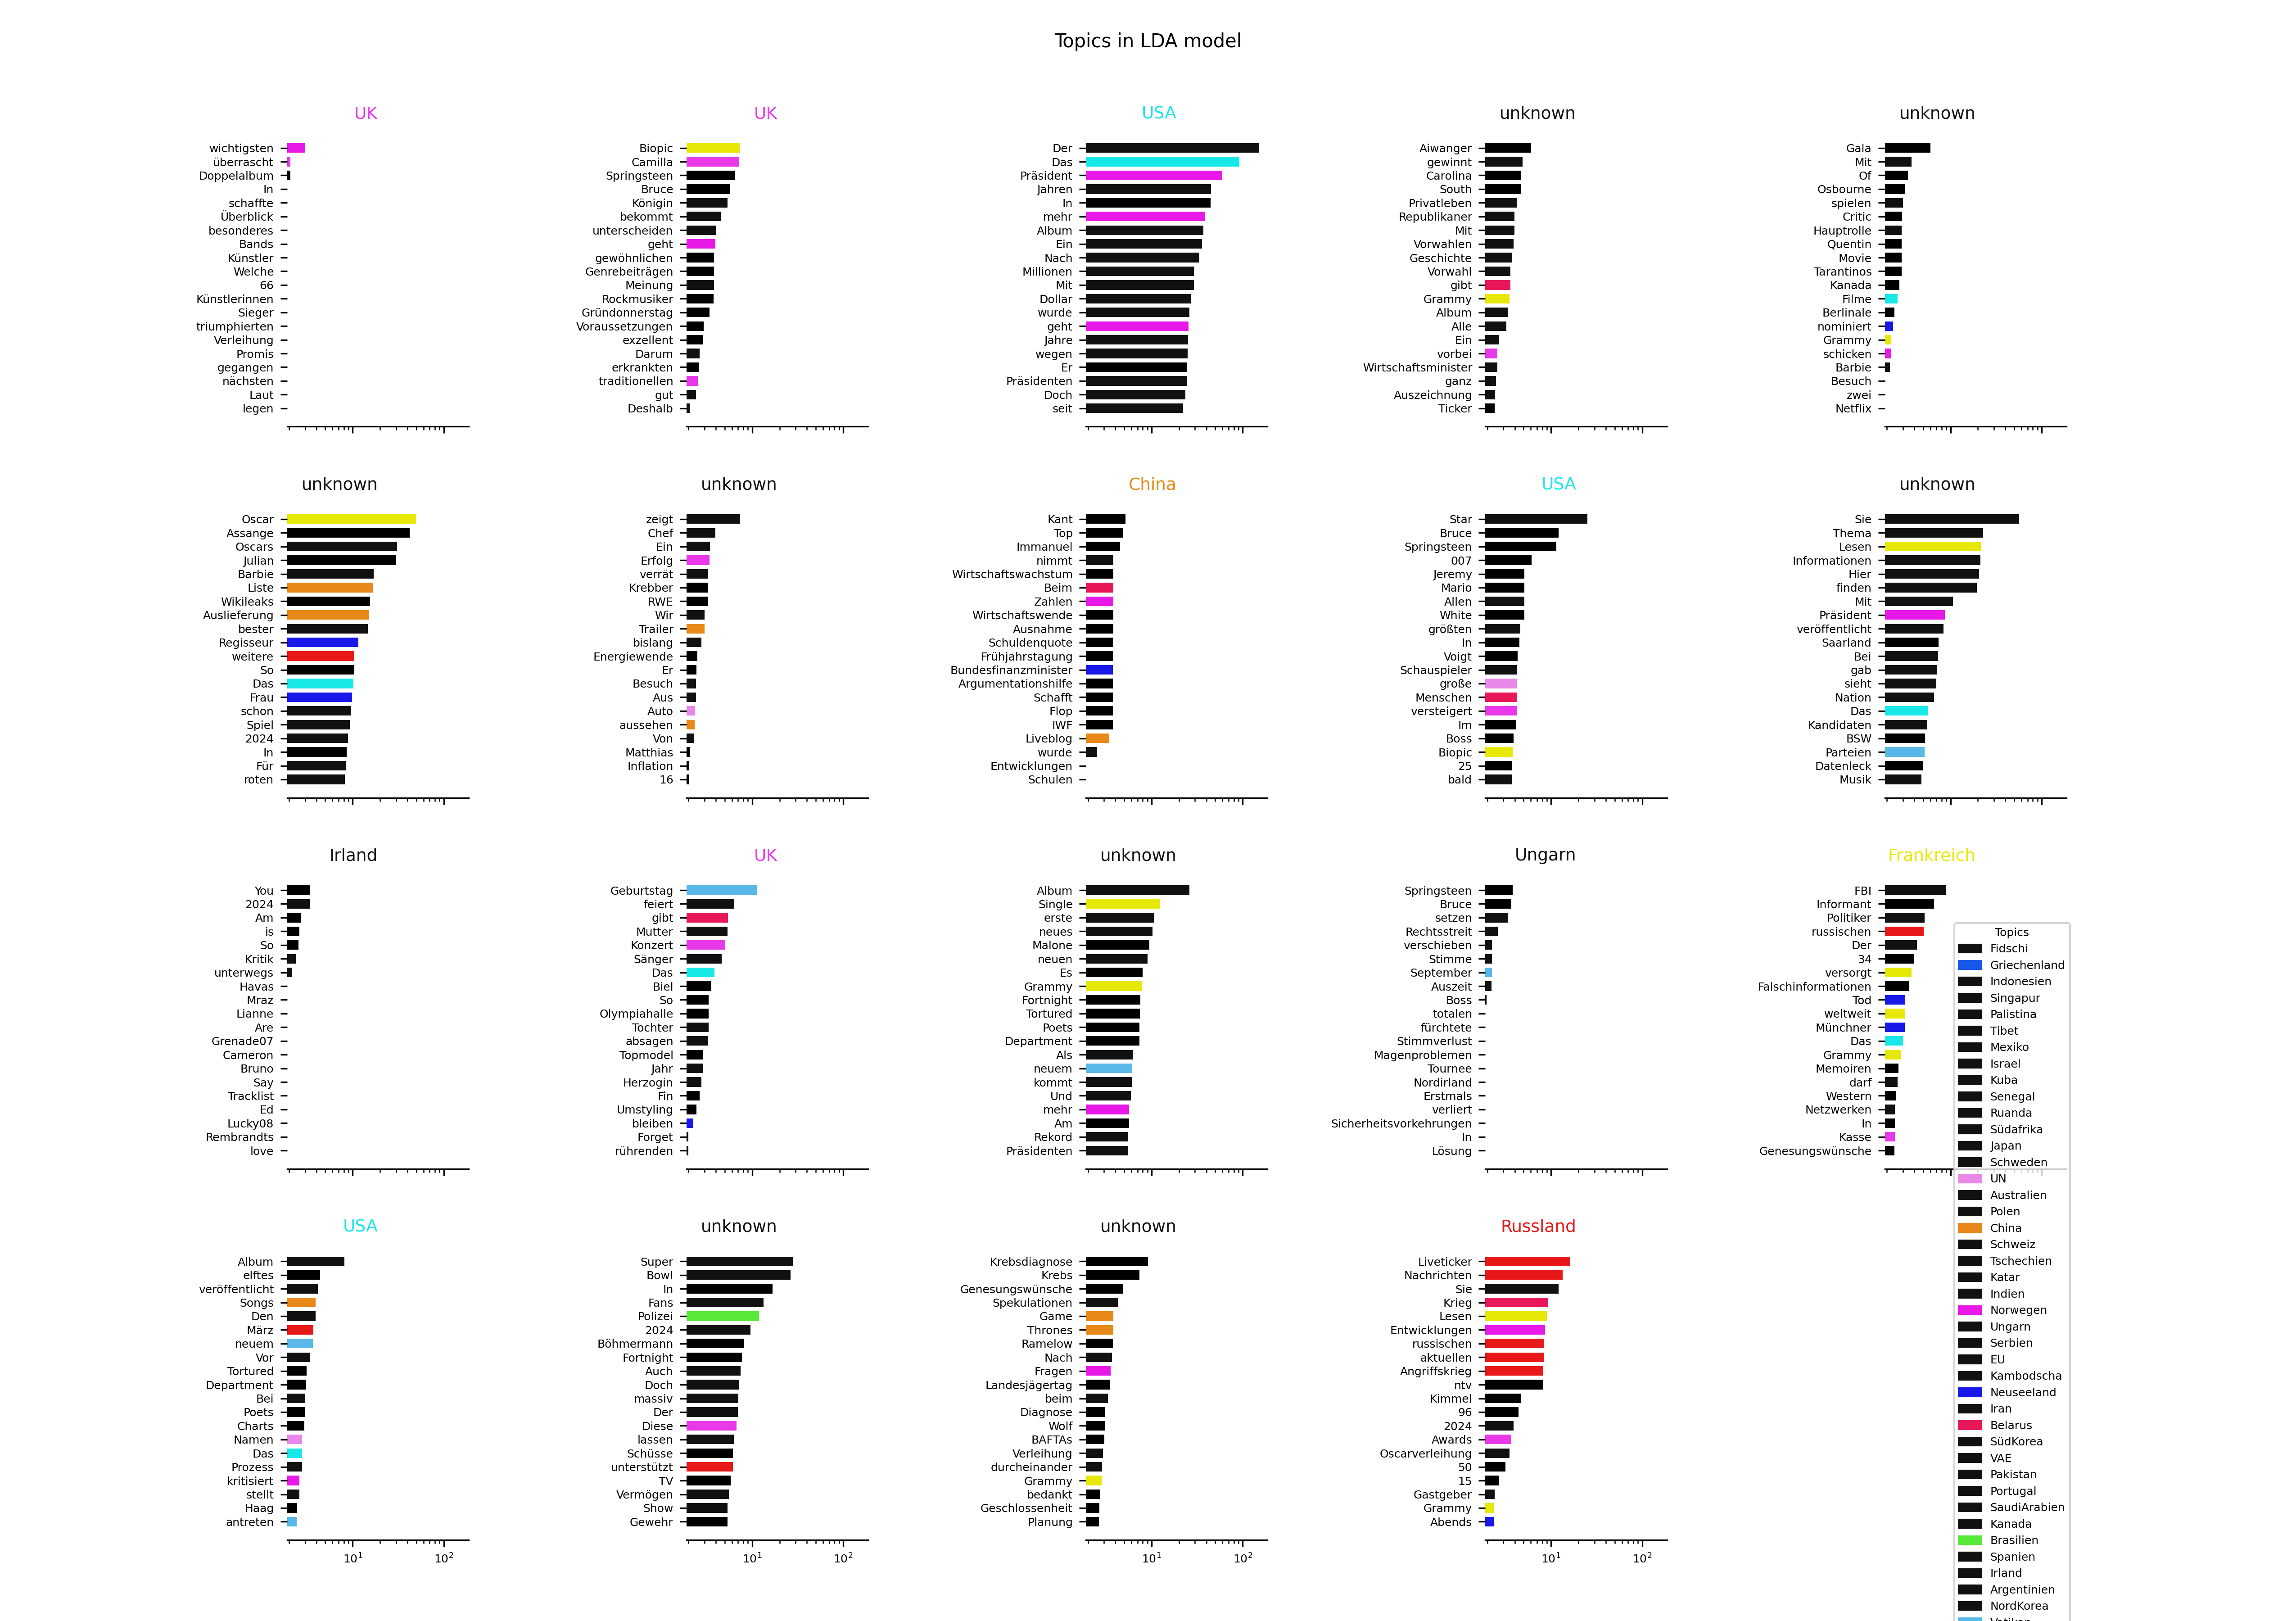 Topics in LDA model
UK
wichtigsten
überrascht
Doppelalbum
In
schaffte
Überblick
besonderes
Bands
Künstler
Welche
66
Künstlerinnen
Sieger
triumphierten
Verleihung
Promis
gegangen
nächsten
Laut
legen
UK
Biopic
Camilla
Springsteen
Bruce
Königin
bekommt
unterscheiden
geht
gewöhnlichen
Genrebeiträgen
Meinung
Rockmusiker
Gründonnerstag
Voraussetzungen
exzellent
Darum
erkrankten
traditionellen
gut
Deshalb
USA
Der
Das
Präsident
Jahren
In
mehr
Album
Ein
Nach
Millionen
Mit
Dollar
wurde
geht
Jahre
wegen
Er
Präsidenten
Doch
seit
unknown
Aiwanger
gewinnt
Carolina
South
Privatleben
Republikaner
Mit
Vorwahlen
Geschichte
Vorwahl
gibt
Grammy
Album
Alle
Ein
vorbei
Wirtschaftsminister
ganz
Auszeichnung
Ticker
unknown
Gala
Mit
Of
Osbourne
spielen
Critic
Hauptrolle
Quentin
Movie
Tarantinos
Kanada
Filme
Berlinale
nominiert
Grammy
schicken
Barbie
Besuch
zwei
Netflix
unknown
Oscar
Assange
Oscars
Julian
Barbie
Liste
Wikileaks
Auslieferung
bester
Regisseur
weitere
So
Das
Frau
schon
Spiel
2024
In
Für
roten
unknown
zeigt
Chef
Ein
Erfolg
verrät
Krebber
RWE
Wir
Trailer
bislang
Energiewende
Er
Besuch
Aus
Auto
aussehen
Von
Matthias
Inflation
16
China
Kant
Top
Immanuel
nimmt
Wirtschaftswachstum
Beim
Zahlen
Wirtschaftswende
Ausnahme
Schuldenquote
Frühjahrstagung
Bundesfinanzminister
Argumentationshilfe
Schafft
Flop
IWF
Liveblog
wurde
Entwicklungen
Schulen
USA
Star
Bruce
Springsteen
007
Jeremy
Mario
Allen
White
größten
In
Voigt
Schauspieler
große
Menschen
versteigert
Im
Boss
Biopic
25
bald
unknown
Sie
Thema
Lesen
Informationen
Hier
finden
Mit
Präsident
veröffentlicht
Saarland
Bei
gab
sieht
Nation
Das
Kandidaten
BSW
Parteien
Datenleck
Musik
Irland
You
2024
Am
is
So
Kritik
unterwegs
Havas
Mraz
Lianne
Are
Grenade07
Cameron
Bruno
Say
Tracklist
Ed
Lucky08
Rembrandts
love
UK
Geburtstag
feiert
gibt
Mutter
Konzert
Sänger
Das
Biel
So
Olympiahalle
Tochter
absagen
Topmodel
Jahr
Herzogin
Fin
Umstyling
bleiben
Forget
rührenden
unknown
Album
Single
erste
neues
Malone
neuen
Es
Grammy
Fortnight
Tortured
Poets
Department
Als
neuem
kommt
Und
mehr
Am
Rekord
Präsidenten
Ungarn
Springsteen
Bruce
setzen
Rechtsstreit
verschieben
Stimme
September
Auszeit
Boss
totalen
fürchtete
Stimmverlust
Magenproblemen
Tournee
Nordirland
Erstmals
verliert
Sicherheitsvorkehrungen
In
Lösung
Frankreich
FBI
Informant
Politiker
russischen
Der
34
versorgt
Falschinformationen
Tod
weltweit
Münchner
Das
Grammy
Memoiren
darf
Western
Netzwerken
In
Kasse
Genesungswünsche
USA
Album
elftes
veröffentlicht
Songs
Den
März
neuem
Vor
Tortured
Department
Bei
Poets
Charts
Namen
Das
Prozess
kritisiert
stellt
Haag
antreten
10¹ 10²
unknown
Super
Bowl
In
Fans
Polizei
2024
Böhmermann
Fortnight
Auch
Doch
massiv
Der
Diese
lassen
Schüsse
unterstützt
TV
Vermögen
Show
Gewehr
10¹ 10²
unknown
Krebsdiagnose
Krebs
Genesungswünsche
Spekulationen
Game
Thrones
Ramelow
Nach
Fragen
Landesjägertag
beim
Diagnose
Wolf
BAFTAs
Verleihung
durcheinander
Grammy
bedankt
Geschlossenheit
Planung
10¹ 10²
Russland
Liveticker
Nachrichten
Sie
Krieg
Lesen
Entwicklungen
russischen
aktuellen
Angriffskrieg
ntv
Kimmel
96
2024
Awards
Oscarverleihung
50
15
Gastgeber
Grammy
Abends
10¹ 10²
Topics
Fidschi
Griechenland
Indonesien
Singapur
Palistina
Tibet
Mexiko
Israel
Kuba
Senegal
Ruanda
Südafrika
Japan
Schweden
UN
Australien
Polen
China
Schweiz
Tschechien
Katar
Indien
Norwegen
Ungarn
Serbien
EU
Kambodscha
Neuseeland
Iran
Belarus
SüdKorea
VAE
Pakistan
Portugal
SaudiArabien
Kanada
Brasilien
Spanien
Irland
Argentinien
NordKorea